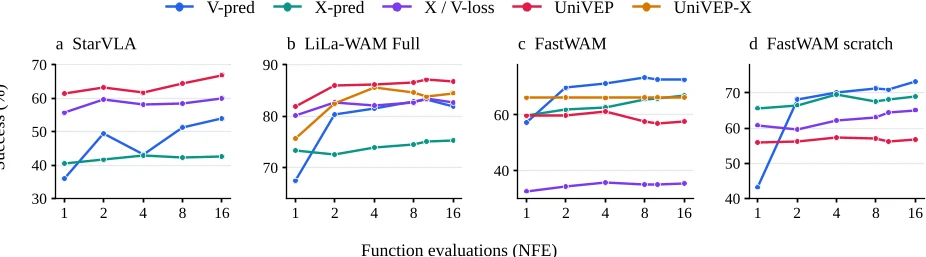 V-pred X-pred X / V-loss UniVEP UniVEP-X
a StarVLA
70
60
50
40
30
1 2 4 8 16
b LiLa-WAM Full
90
80
70
1 2 4 8 16
c FastWAM
60
40
1 2 4 8 16
d FastWAM scratch
70
60
50
40
1 2 4 8 16
Success (%)
Function evaluations (NFE)